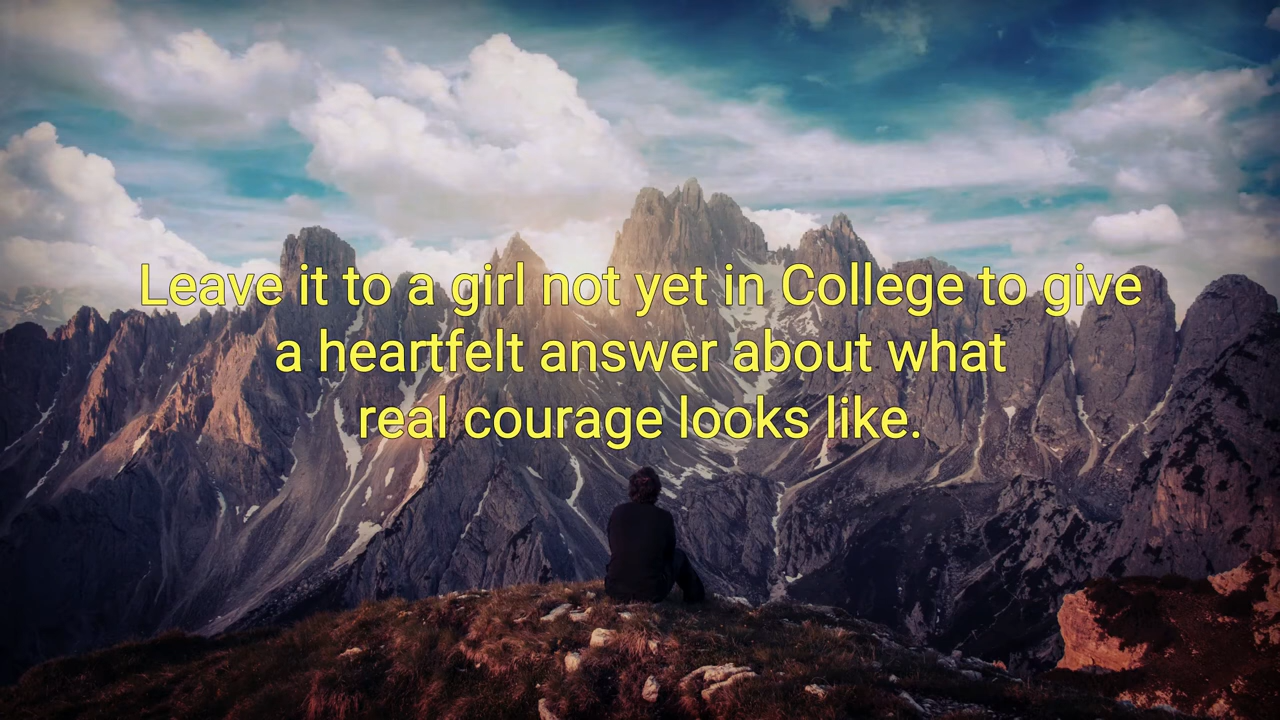 Leave it to a girl not yet in College to give
a heartfelt answer about what
real courage looks like.